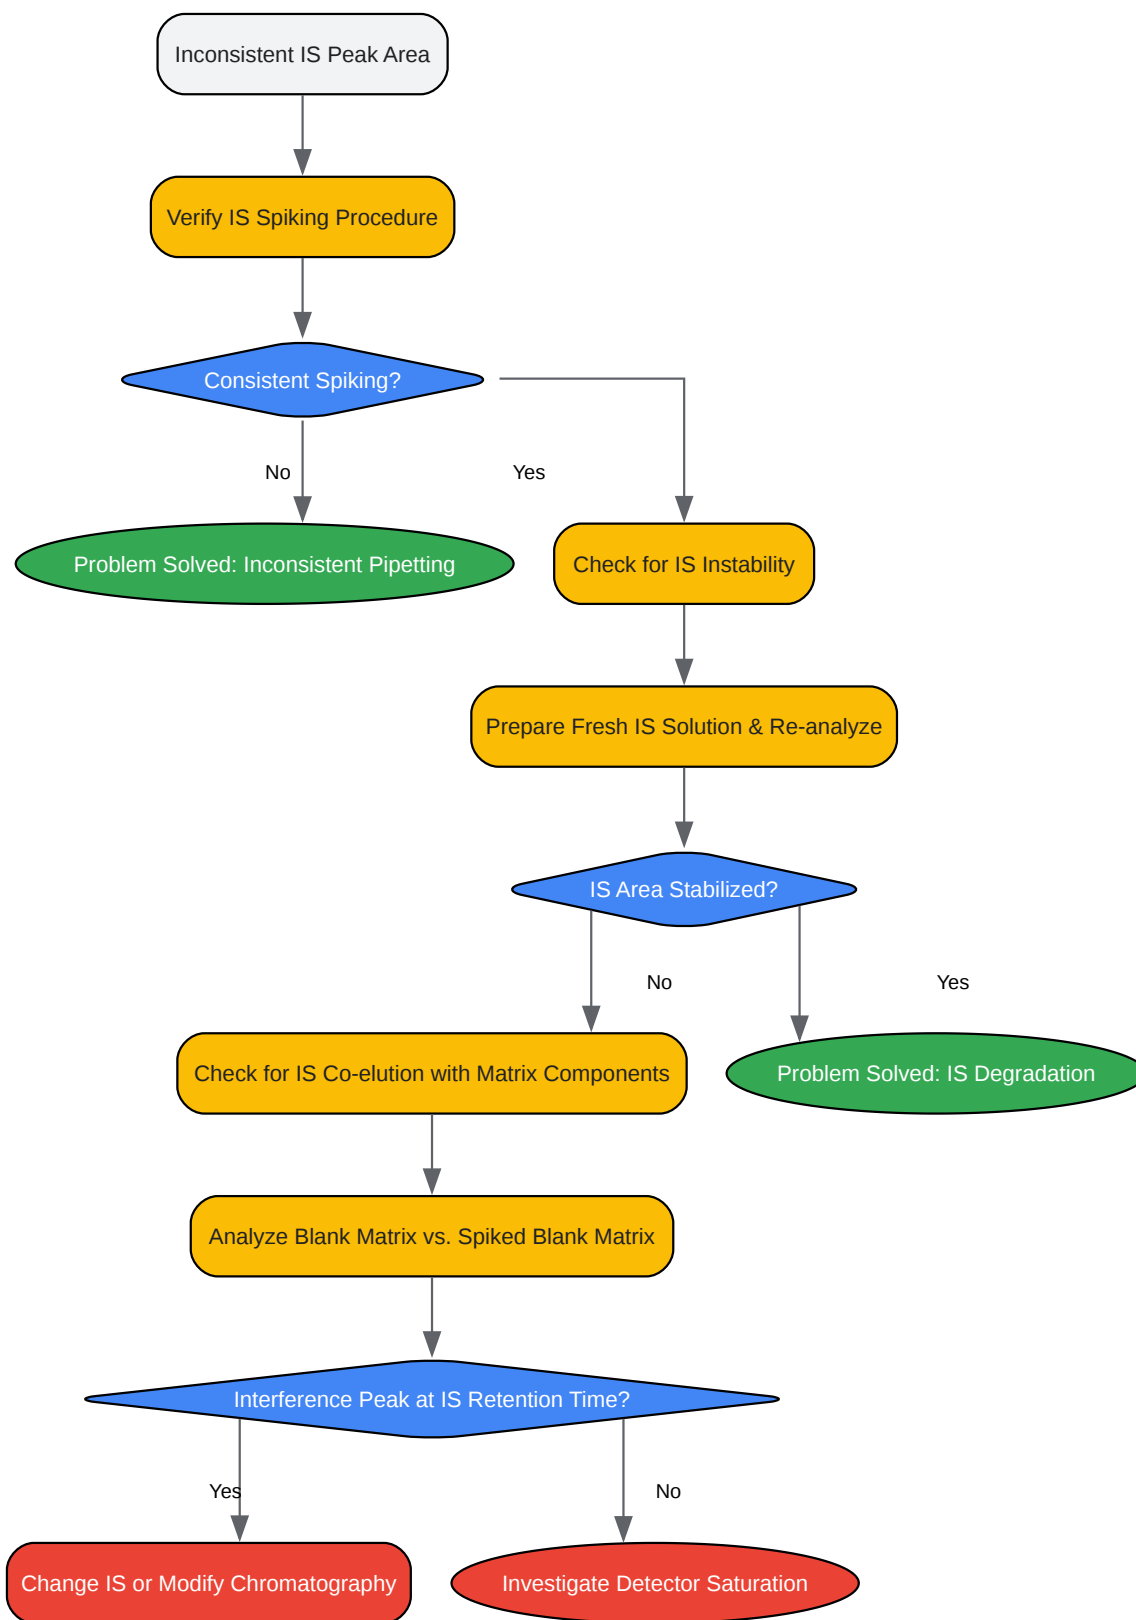 Inconsistent IS Peak Area
Verify IS Spiking Procedure
Consistent Spiking?
No
Yes
Problem Solved: Inconsistent Pipetting
Check for IS Instability
Prepare Fresh IS Solution & Re-analyze
IS Area Stabilized?
No
Yes
Check for IS Co-elution with Matrix Components
Problem Solved: IS Degradation
Analyze Blank Matrix vs. Spiked Blank Matrix
Interference Peak at IS Retention Time?
Yes
No
Change IS or Modify Chromatography
Investigate Detector Saturation